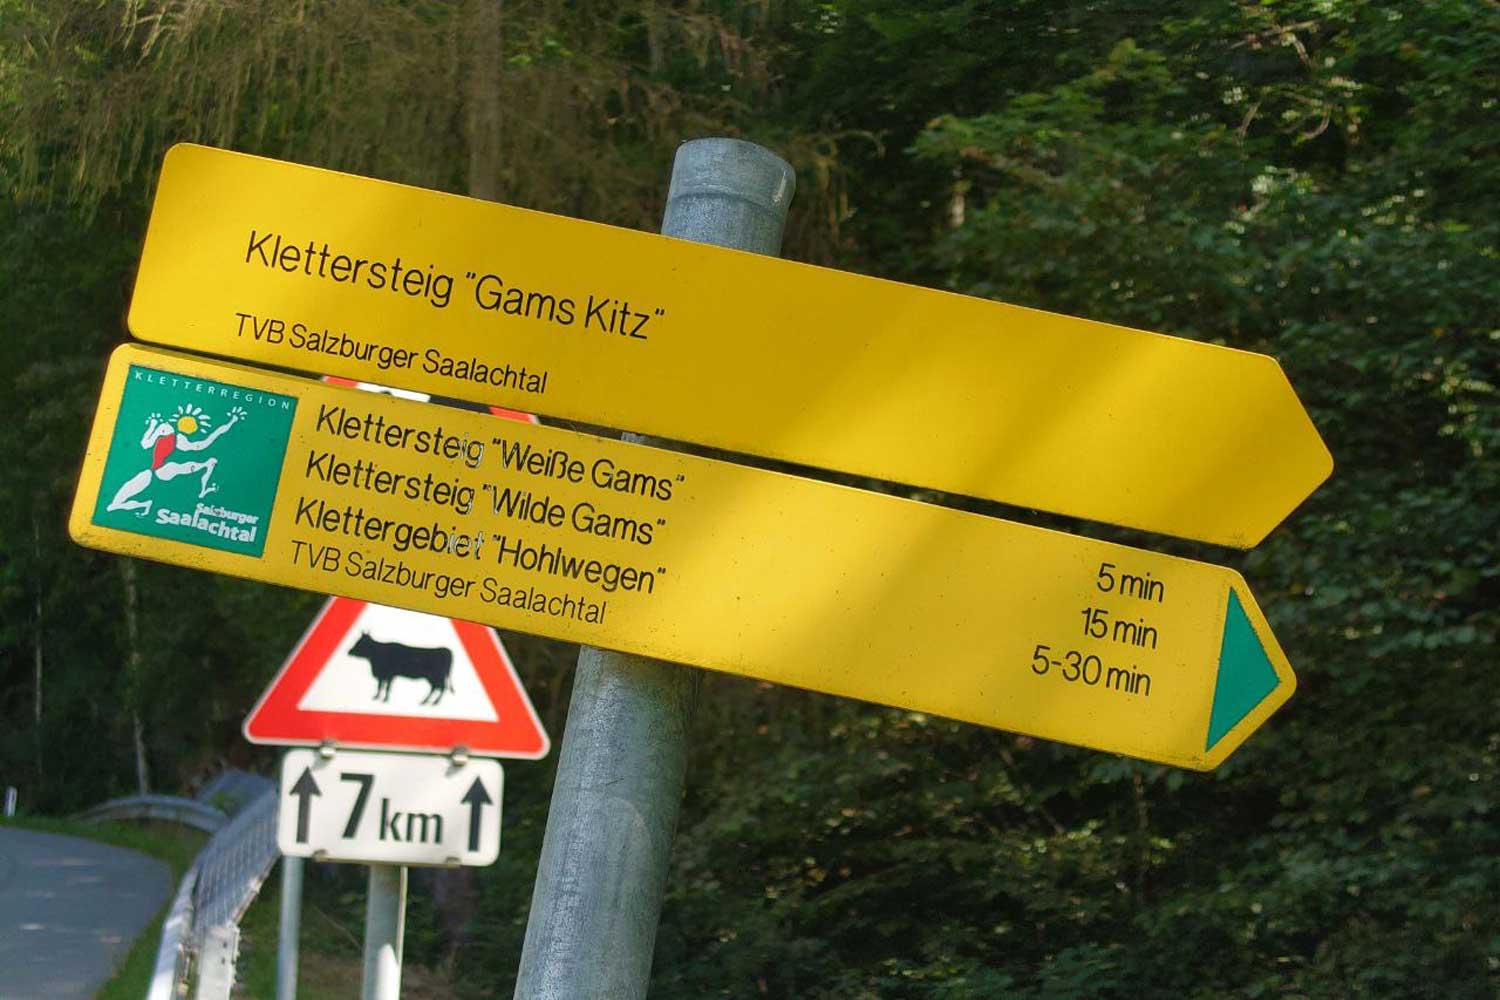 Klettersteig "Gams Kitz"
TVB Salzburger Saalachtal
KLETTERREGION
Salzburger
Saalachtal
Klettersteig "Weiße Gams" 5 min
Klettersteig "Wilde Gams" 15 min
Klettergebiet "Hohlwegen" 5-30 min
TVB Salzburger Saalachtal
7 km